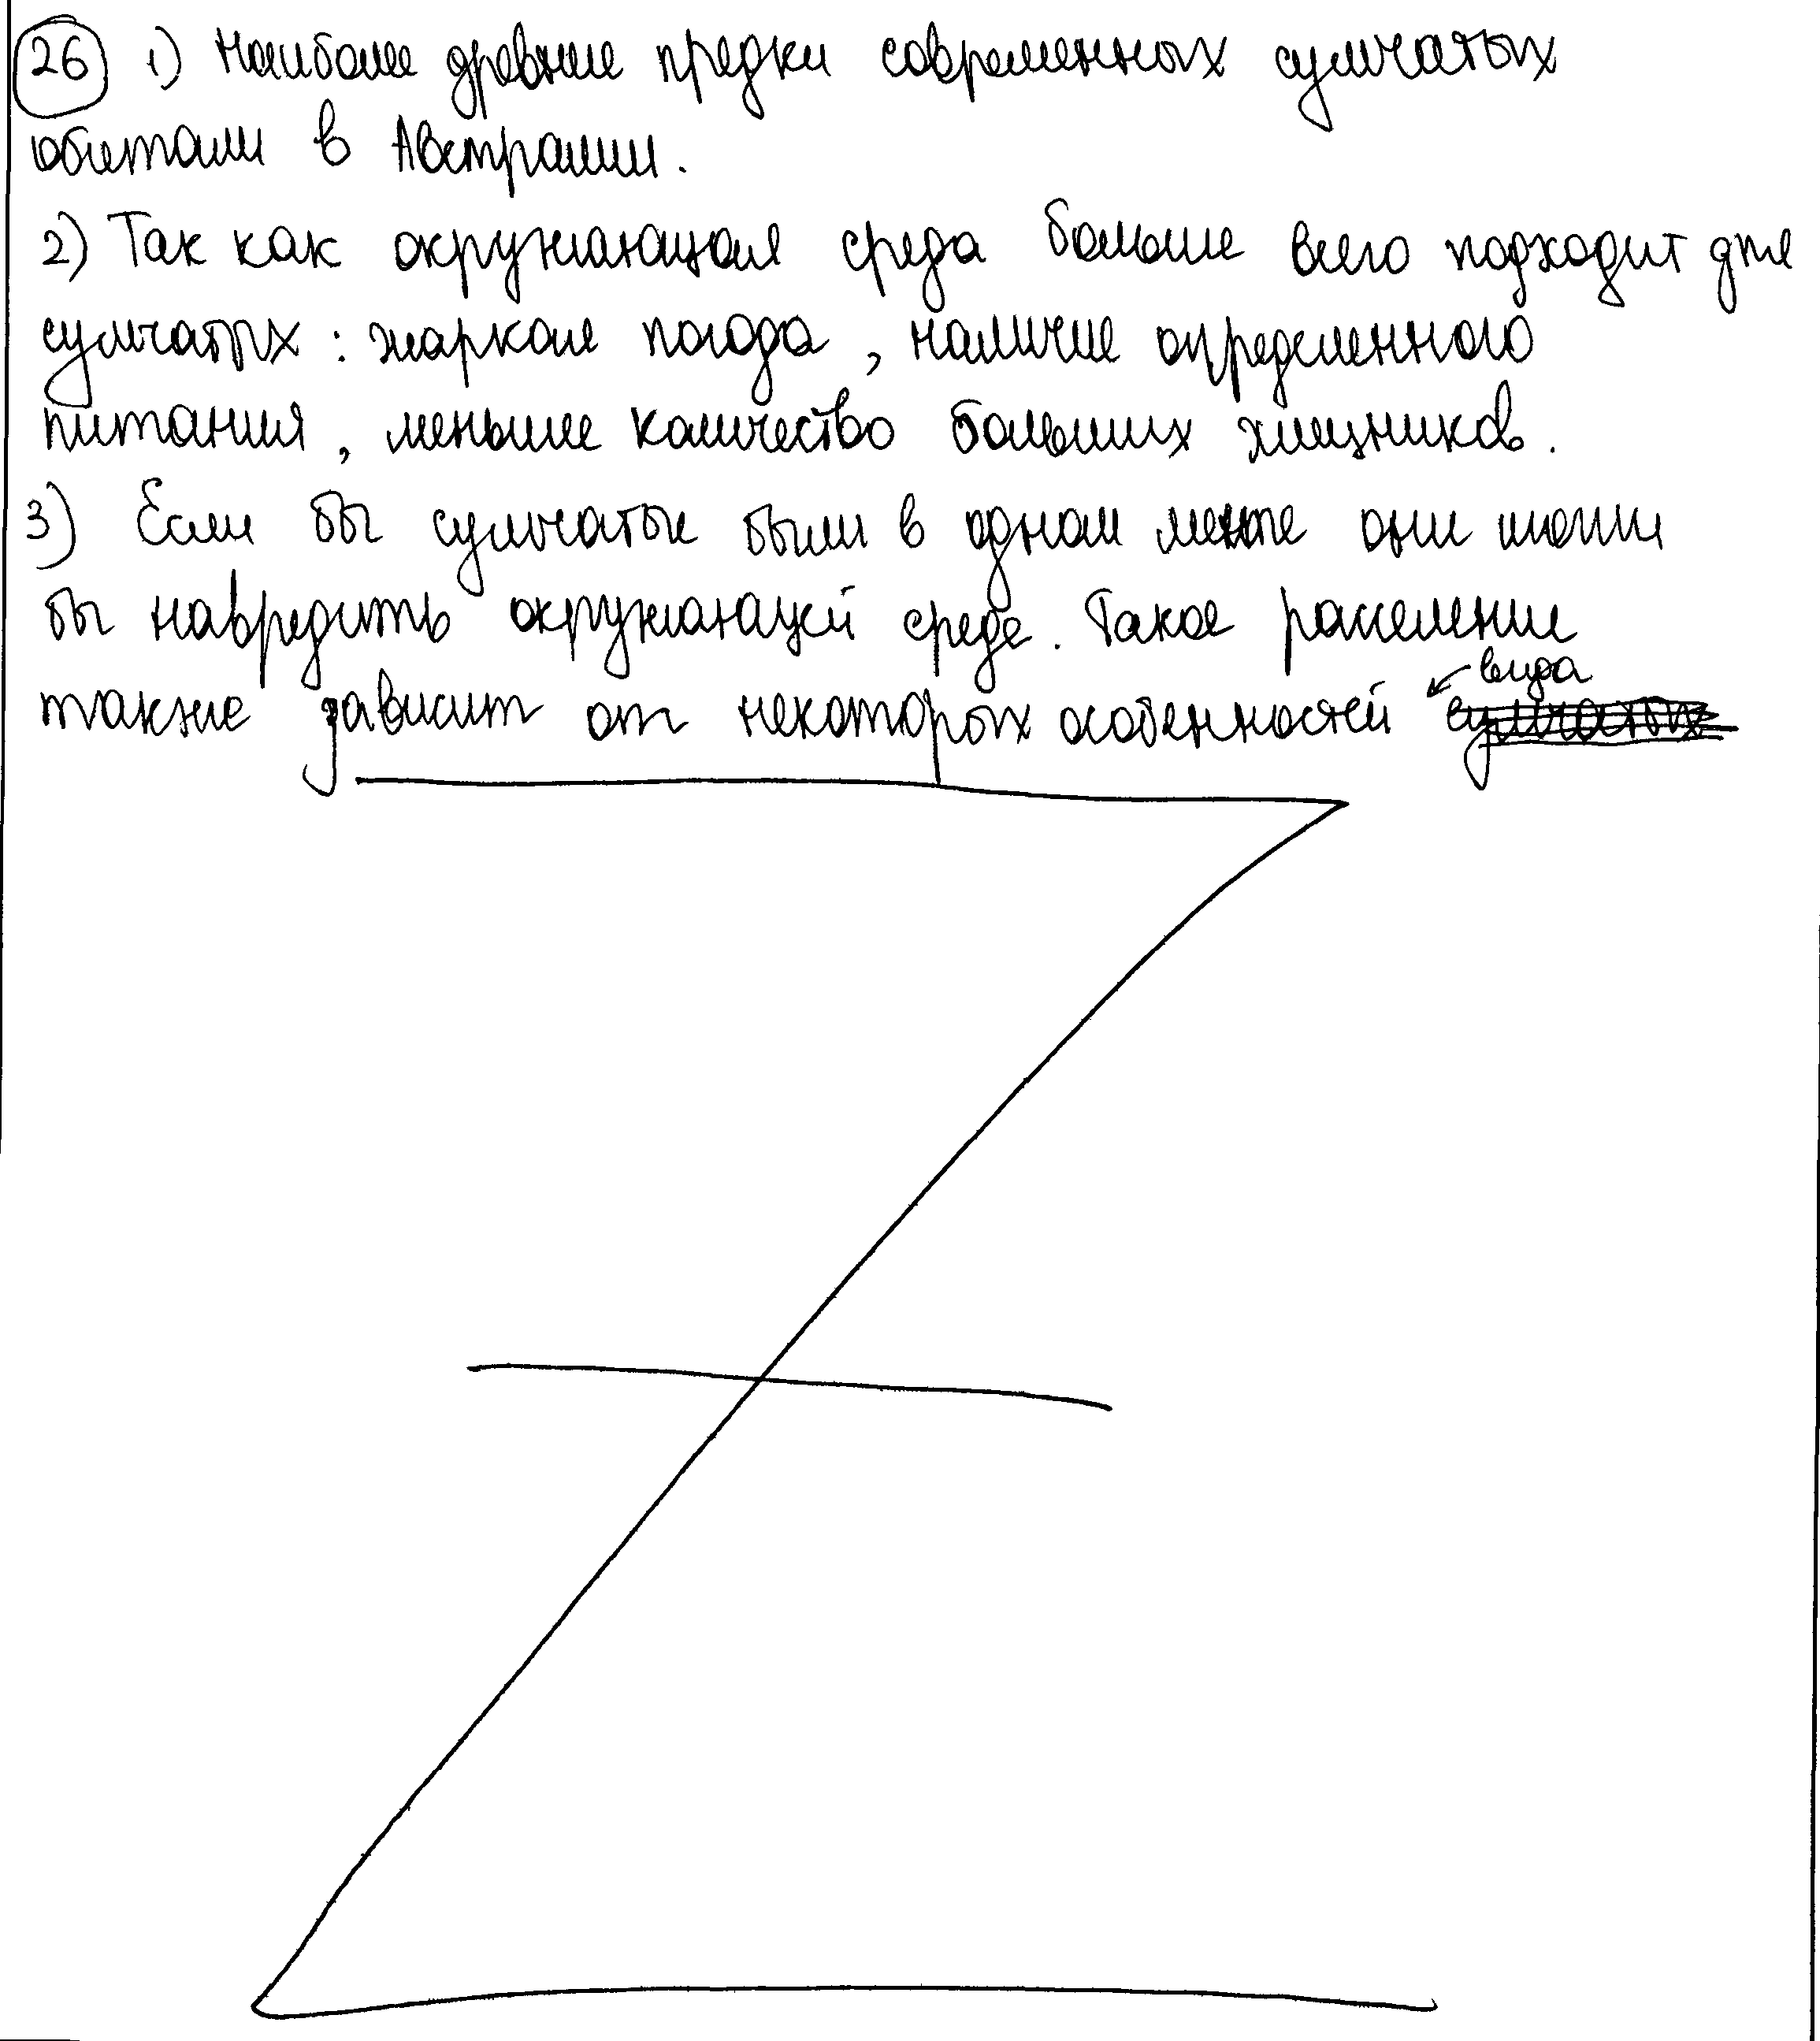 26 1) Наиболее древние предки современных сумчатых
обитали в Австралии.
2) Так как окружающая среда больше всего подходит для
сумчатых: жаркая погода, наличие определенного
питания, меньшее количество больших хищников.
3) Если бы сумчатые были в одном месте они могли
бы навредить окружающей среде. Такое расселение
также зависит от некоторых особенностей вида